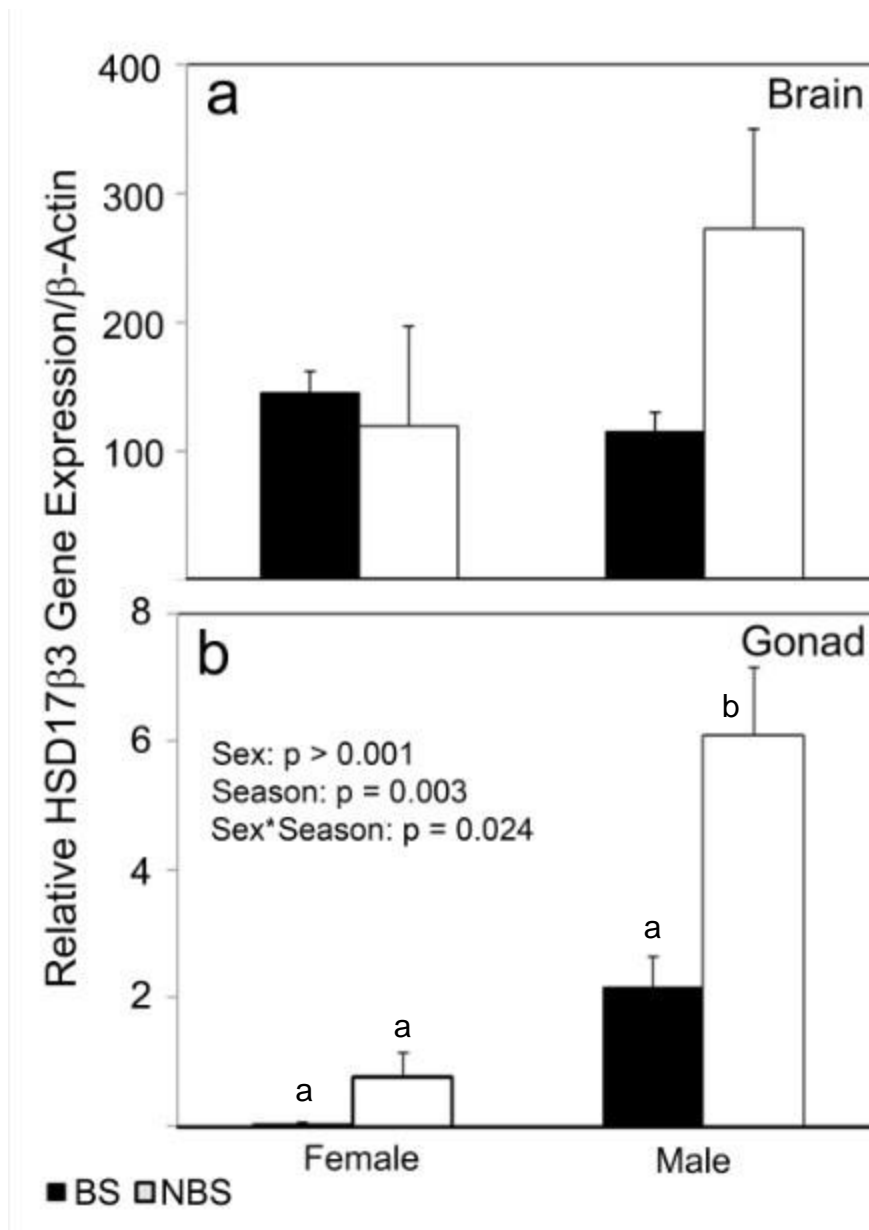 Relative HSD17β3 Gene Expression/β-Actin
400
300
200
100
a
Brain
8
6
4
2
b
Gonad
Sex: p > 0.001
Season: p = 0.003
Sex*Season: p = 0.024
a
a
a
b
Female
Male
BS NBS